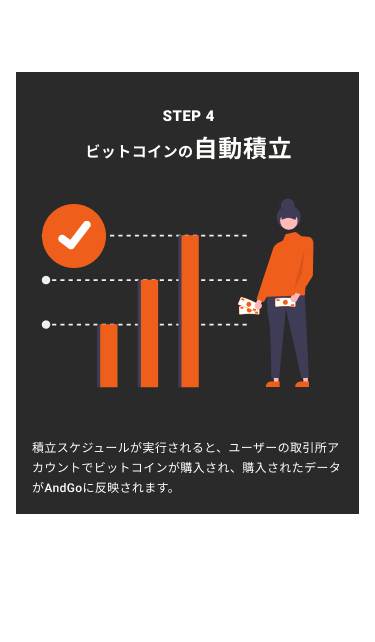 STEP 4
ビットコインの自動積立
積立スケジュールが実行されると、ユーザーの取引所ア
カウントでビットコインが購入され、購入されたデータ
がAndGoに反映されます。